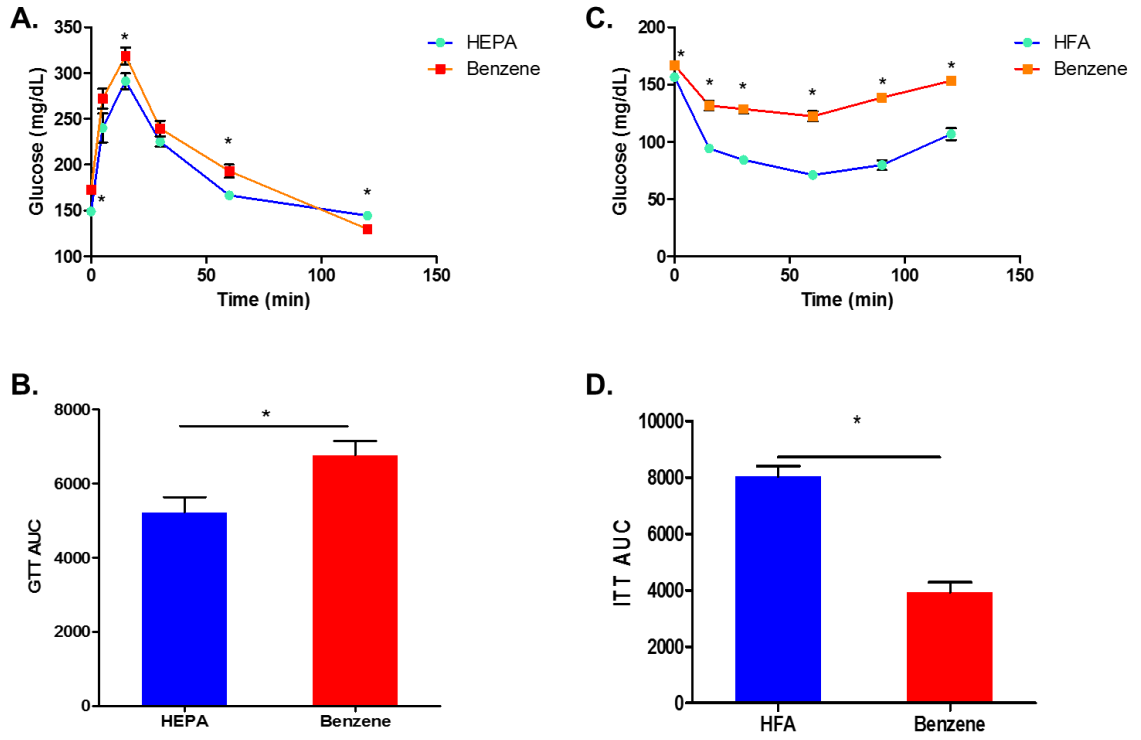 A.
350
300
250
200
150
100
Glucose (mg/dL)
*
*
*
*
0
50
100
150
Time (min)
HEPA
Benzene
C.
200
150
100
50
0
Glucose (mg/dL)
*
*
*
*
*
*
0
50
100
150
Time (min)
HFA
Benzene
B.
8000
6000
4000
2000
0
GTT AUC
*
HEPA
Benzene
D.
10000
8000
6000
4000
2000
0
ITT AUC
*
HFA
Benzene